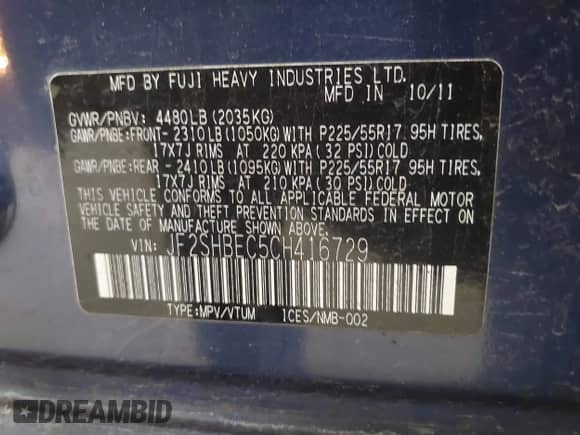 MFD BY FUJI HEAVY INDUSTRIES LTD.
MFD IN 10/11
GVWR/PNBV: 4480LB(2035KG)
GAWR/PNBE:FRONT- 2310LB(1050KG)WITH P225/55R17 95H TIRES,
17X7J RIMS AT 220 KPA(32 PSI)COLD
GAWR/PNBE:REAR - 2410LB(1095KG)WITH P225/55R17 95H TIRES,
17X7J RIMS AT 210 KPA(30 PSI)COLD
THIS VEHICLE CONFORMS TO ALL APPLICABLE FEDERAL MOTOR
VEHICLE SAFETY AND THEFT PREVENTION STANDARDS IN EFFECT ON
THE DATE OF MANUFACTURE SHOWN ABOVE.
VIN: JF2SHBEC5CH416729
TYPE:MPV/VTUM ICES/NMB-002
DREAMBID